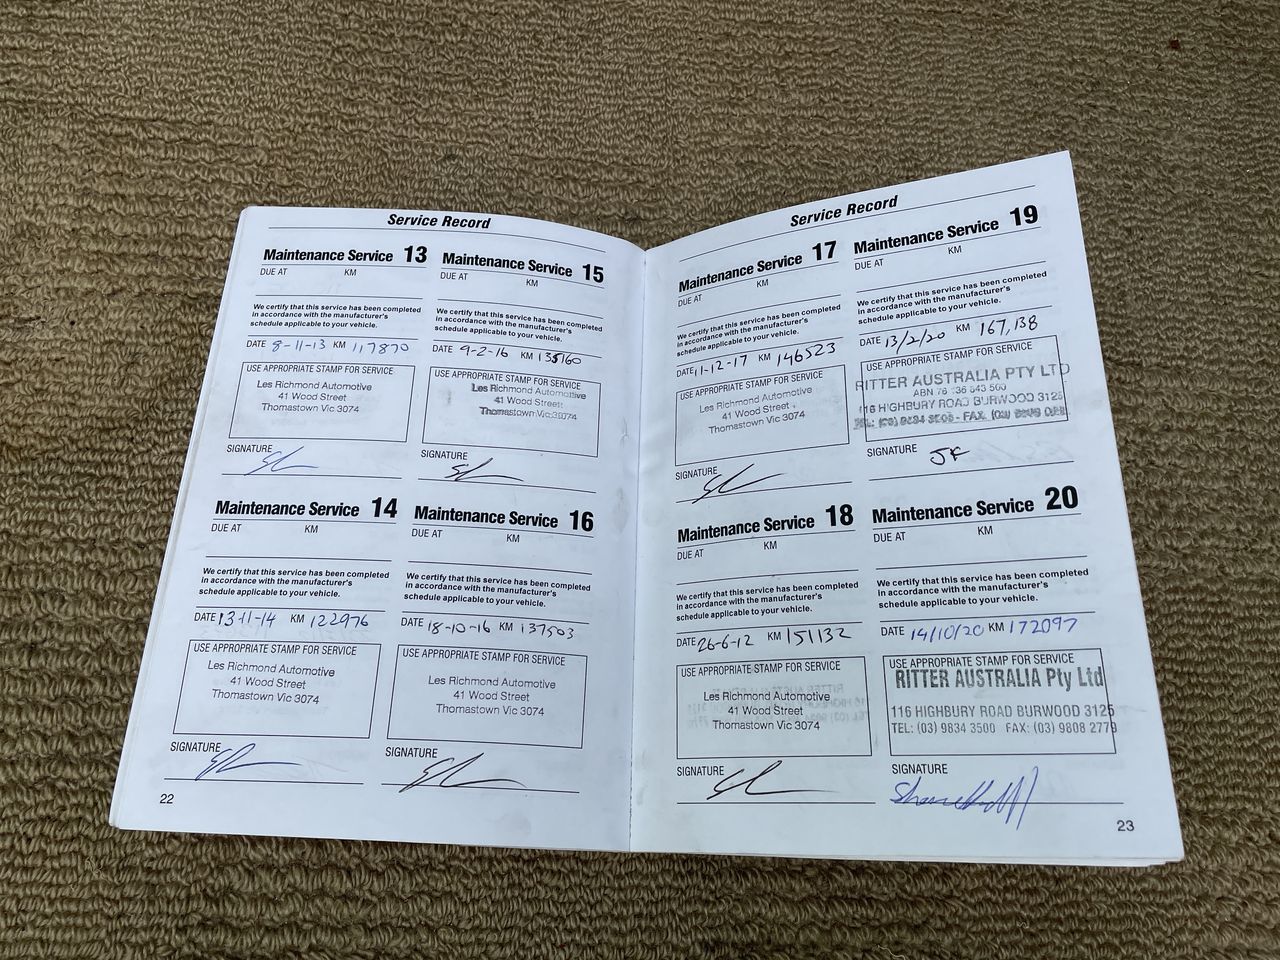 Service Record
Maintenance Service 13
DUE AT KM
We certify that this service has been completed
in accordance with the manufacturer's
schedule applicable to your vehicle.
DATE 8-11-13 KM 117870
USE APPROPRIATE STAMP FOR SERVICE
Les Richmond Automotive
41 Wood Street
Thomastown Vic 3074
SIGNATURE
Maintenance Service 14
DUE AT KM
We certify that this service has been completed
in accordance with the manufacturer's
schedule applicable to your vehicle.
DATE 13-11-14 KM 122976
USE APPROPRIATE STAMP FOR SERVICE
Les Richmond Automotive
41 Wood Street
Thomastown Vic 3074
SIGNATURE
22
Maintenance Service 15
DUE AT KM
We certify that this service has been completed
in accordance with the manufacturer's
schedule applicable to your vehicle.
DATE 9-2-16 KM 135160
USE APPROPRIATE STAMP FOR SERVICE
Les Richmond Automotive
41 Wood Street
Thomastown Vic 3074
SIGNATURE
Maintenance Service 16
DUE AT KM
We certify that this service has been completed
in accordance with the manufacturer's
schedule applicable to your vehicle.
DATE 18-10-16 KM 137503
USE APPROPRIATE STAMP FOR SERVICE
Les Richmond Automotive
41 Wood Street
Thomastown Vic 3074
SIGNATURE
Service Record
Maintenance Service 17
DUE AT KM
We certify that this service has been completed
in accordance with the manufacturer's
schedule applicable to your vehicle.
DATE 11-12-17 KM 146523
USE APPROPRIATE STAMP FOR SERVICE
Les Richmond Automotive
41 Wood Street
Thomastown Vic 3074
SIGNATURE
Maintenance Service 18
DUE AT KM
We certify that this service has been completed
in accordance with the manufacturer's
schedule applicable to your vehicle.
DATE 26-6-12 KM 151132
USE APPROPRIATE STAMP FOR SERVICE
Les Richmond Automotive
41 Wood Street
Thomastown Vic 3074
SIGNATURE
Maintenance Service 19
DUE AT KM
We certify that this service has been completed
in accordance with the manufacturer's
schedule applicable to your vehicle.
DATE 13/2/20 KM 167,138
USE APPROPRIATE STAMP FOR SERVICE
RITTER AUSTRALIA PTY LTD
ABN 76 543 500
116 HIGHBURY ROAD BURWOOD 3125
TEL: (03) 9834 3500 - FAX: (03)
SIGNATURE JK
Maintenance Service 20
DUE AT KM
We certify that this service has been completed
in accordance with the manufacturer's
schedule applicable to your vehicle.
DATE 14/10/20 KM 172097
USE APPROPRIATE STAMP FOR SERVICE
RITTER AUSTRALIA Pty Ltd
116 HIGHBURY ROAD BURWOOD 3125
TEL: (03) 9834 3500 FAX: (03) 9808 2779
SIGNATURE
23